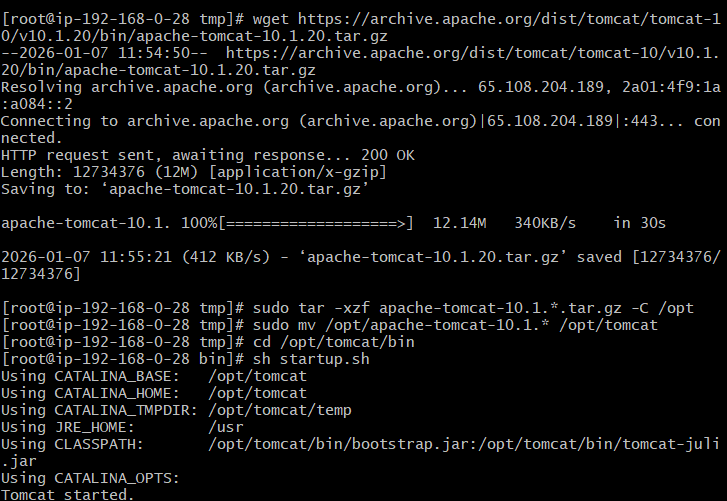 [root@ip-192-168-0-28 tmp]# wget https://archive.apache.org/dist/tomcat/tomcat-1
0/v10.1.20/bin/apache-tomcat-10.1.20.tar.gz
--2026-01-07 11:54:50--  https://archive.apache.org/dist/tomcat/tomcat-10/v10.1.
20/bin/apache-tomcat-10.1.20.tar.gz
Resolving archive.apache.org (archive.apache.org)... 65.108.204.189, 2a01:4f9:1a
:a084::2
Connecting to archive.apache.org (archive.apache.org)|65.108.204.189|:443... con
nected.
HTTP request sent, awaiting response... 200 OK
Length: 12734376 (12M) [application/x-gzip]
Saving to: ‘apache-tomcat-10.1.20.tar.gz’
apache-tomcat-10.1. 100%[===================>]  12.14M   340KB/s    in 30s
2026-01-07 11:55:21 (412 KB/s) - ‘apache-tomcat-10.1.20.tar.gz’ saved [12734376/
12734376]
[root@ip-192-168-0-28 tmp]# sudo tar -xzf apache-tomcat-10.1.*.tar.gz -C /opt
[root@ip-192-168-0-28 tmp]# sudo mv /opt/apache-tomcat-10.1.* /opt/tomcat
[root@ip-192-168-0-28 tmp]# cd /opt/tomcat/bin
[root@ip-192-168-0-28 bin]# sh startup.sh
Using CATALINA_BASE:   /opt/tomcat
Using CATALINA_HOME:   /opt/tomcat
Using CATALINA_TMPDIR: /opt/tomcat/temp
Using JRE_HOME:        /usr
Using CLASSPATH:       /opt/tomcat/bin/bootstrap.jar:/opt/tomcat/bin/tomcat-juli
.jar
Using CATALINA_OPTS:
Tomcat started.